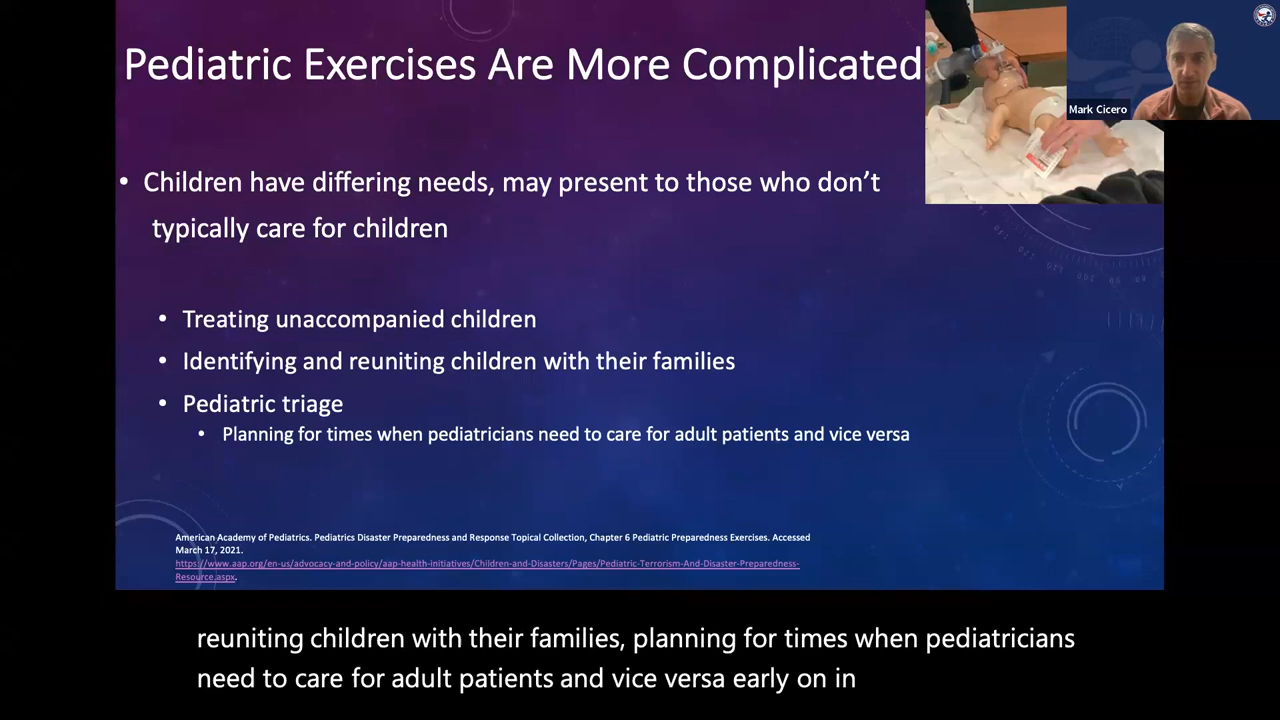 Pediatric Exercises Are More Complicated
Mark Cicero
• Children have differing needs, may present to those who don’t
typically care for children
• Treating unaccompanied children
• Identifying and reuniting children with their families
• Pediatric triage
• Planning for times when pediatricians need to care for adult patients and vice versa
American Academy of Pediatrics. Pediatrics Disaster Preparedness and Response Topical Collection, Chapter 6 Pediatric Preparedness Exercises. Accessed
March 17, 2021.
https://www.aap.org/en-us/advocacy-and-policy/aap-health-initiatives/Children-and-Disasters/Pages/Pediatric-Terrorism-And-Disaster-Preparedness-
Resource.aspx.
reuniting children with their families, planning for times when pediatricians
need to care for adult patients and vice versa early on in